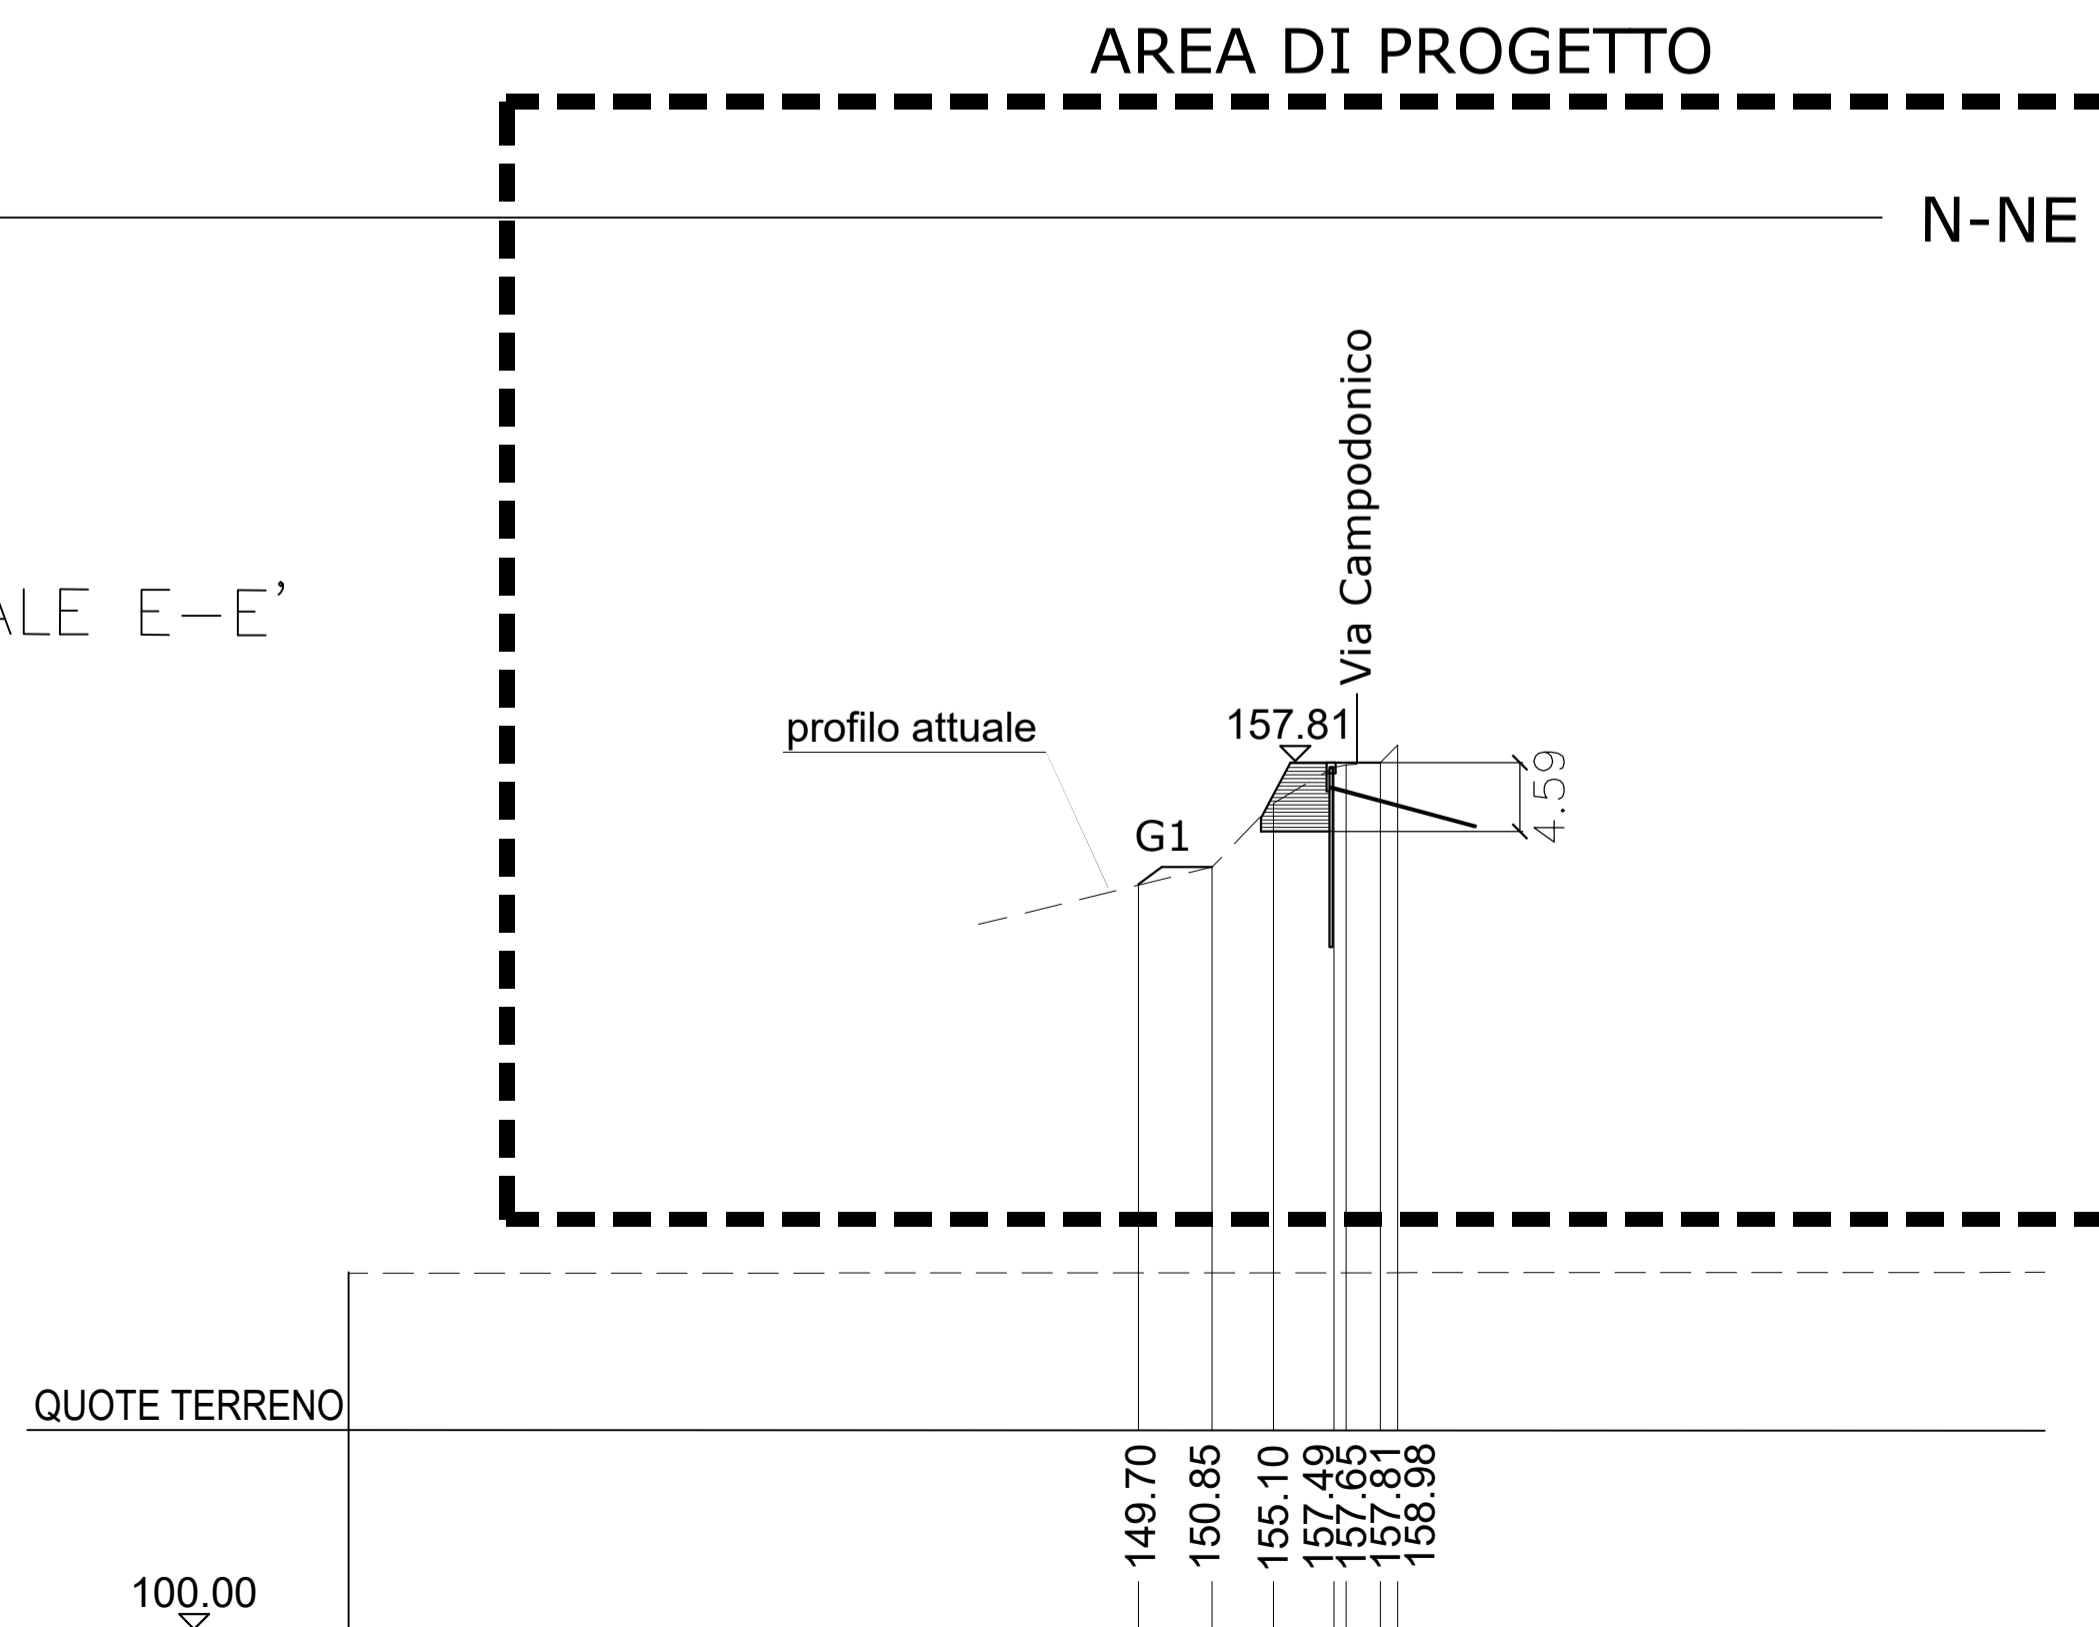 AREA DI PROGETTO
N-NE
Via Campodonico
ALE E-E’
profilo attuale
157.81
4.59
G1
QUOTE TERRENO
149.70
150.85
155.10
157.49
157.65
157.81
158.98
100.00